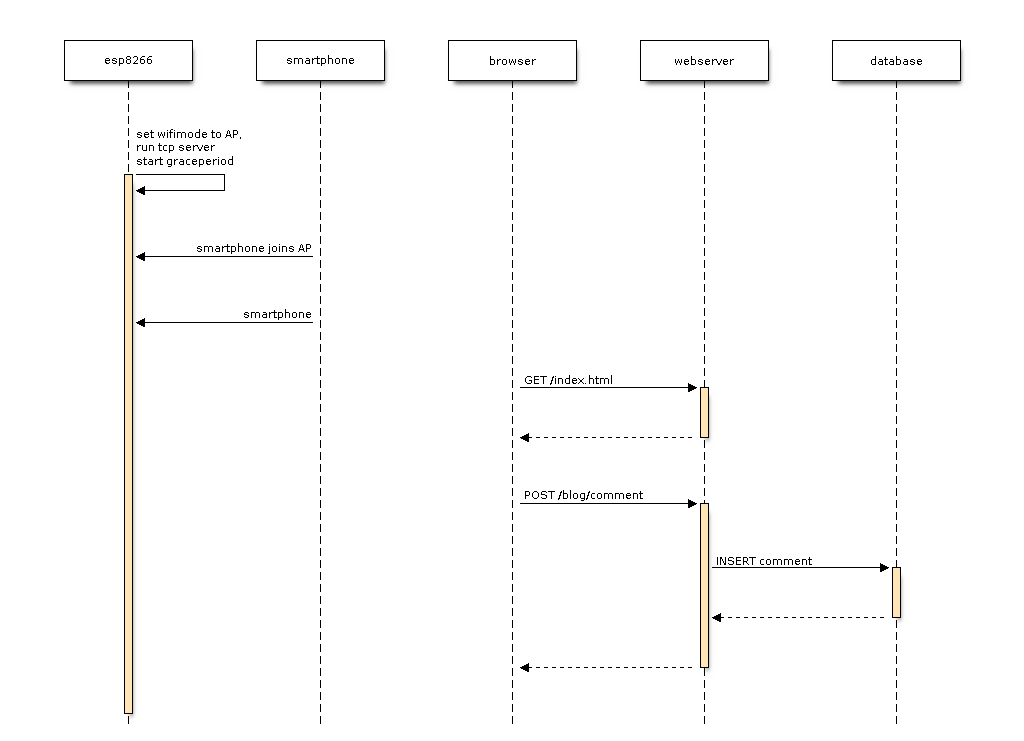 esp8266
smartphone
browser
webserver
database
set wifimode to AP,
run tcp server
start graceperiod
smartphone joins AP
smartphone
GET /index.html
POST /blog/comment
INSERT comment